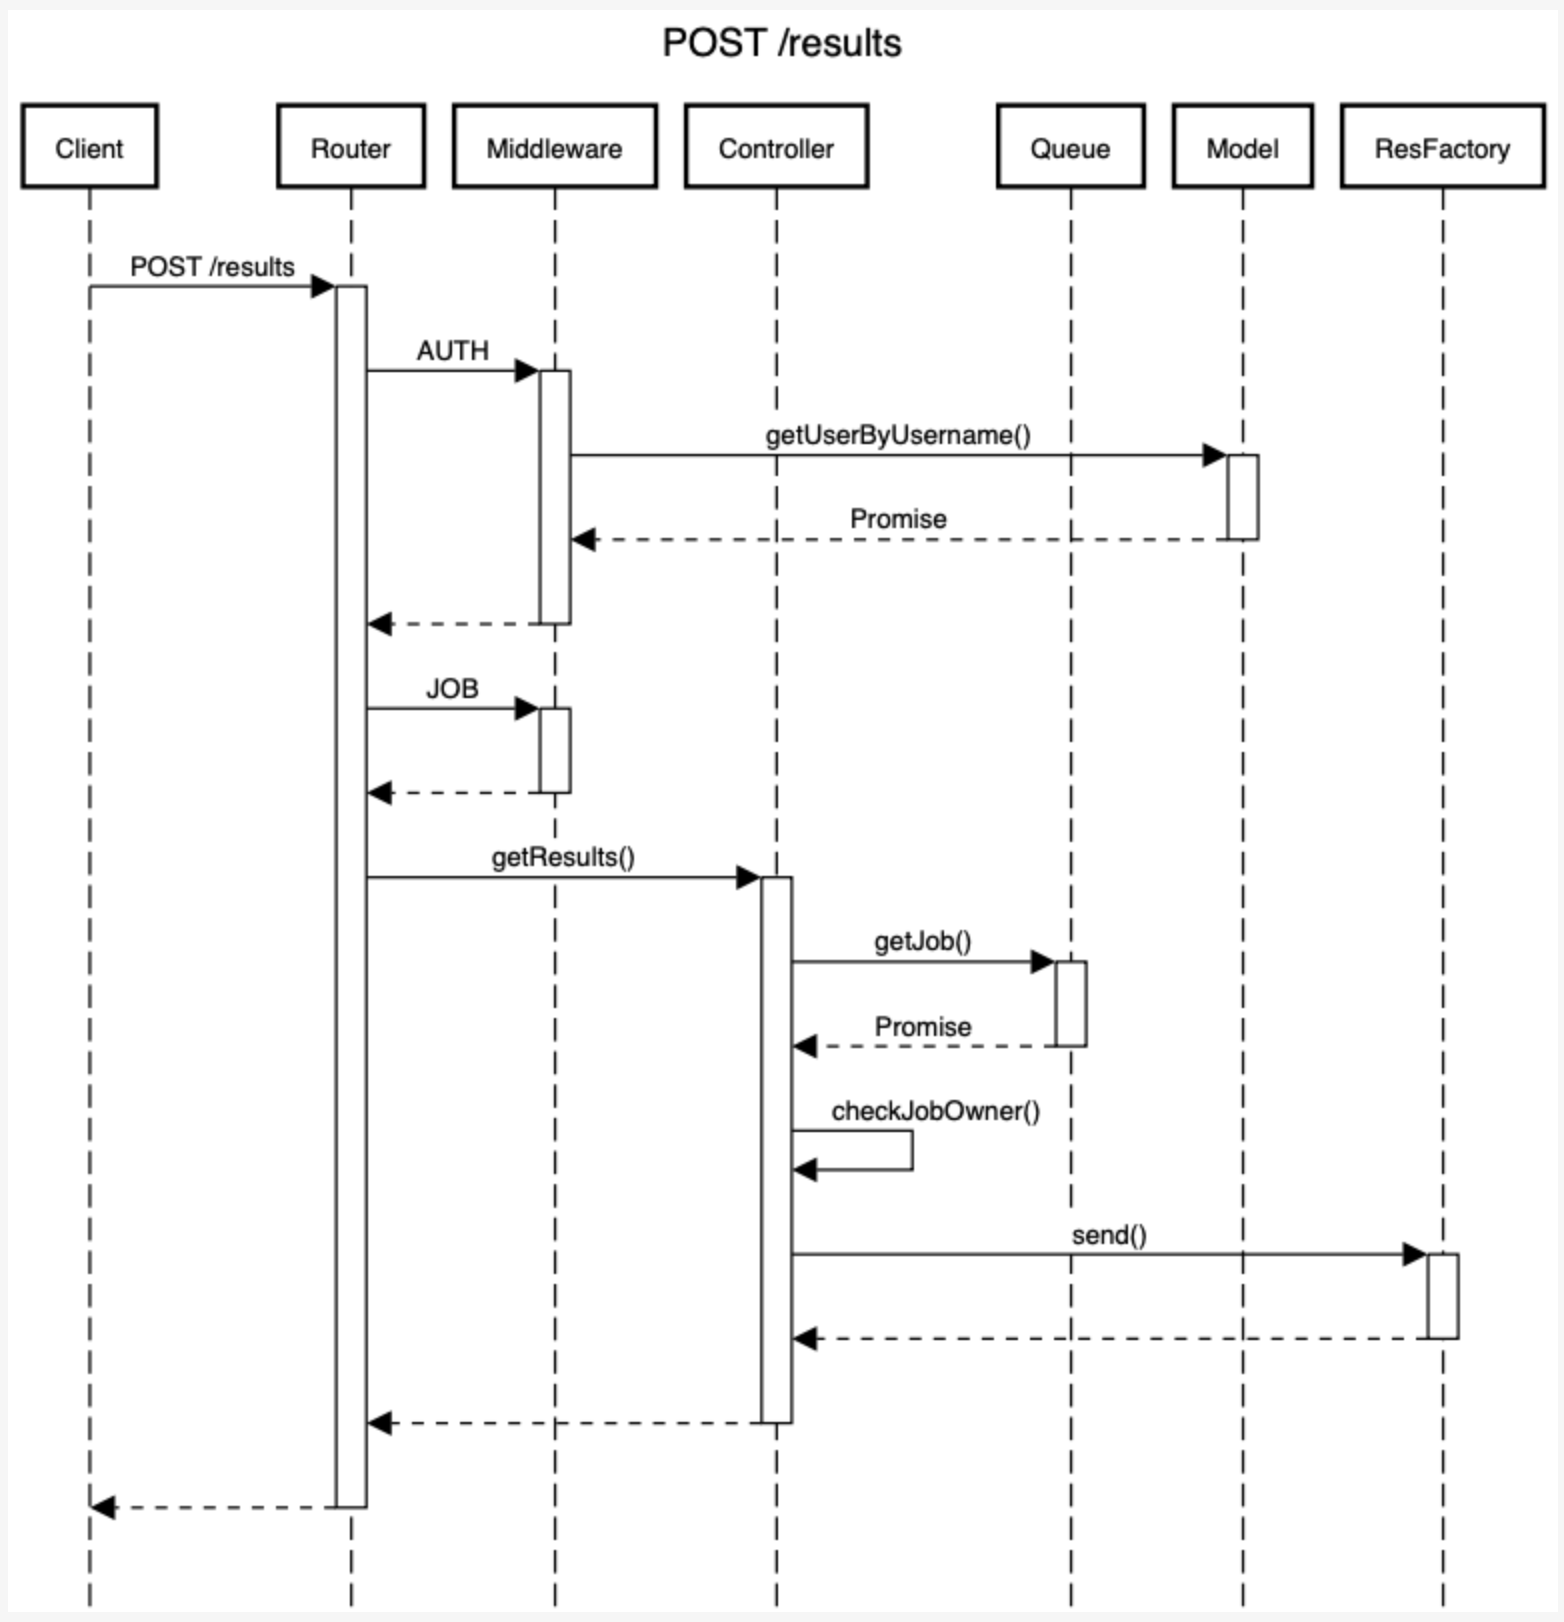 POST /results
Client
Router
Middleware
Controller
Queue
Model
ResFactory
POST /results
AUTH
getUserByUsername()
Promise
JOB
getResults()
getJob()
Promise
checkJobOwner()
send()